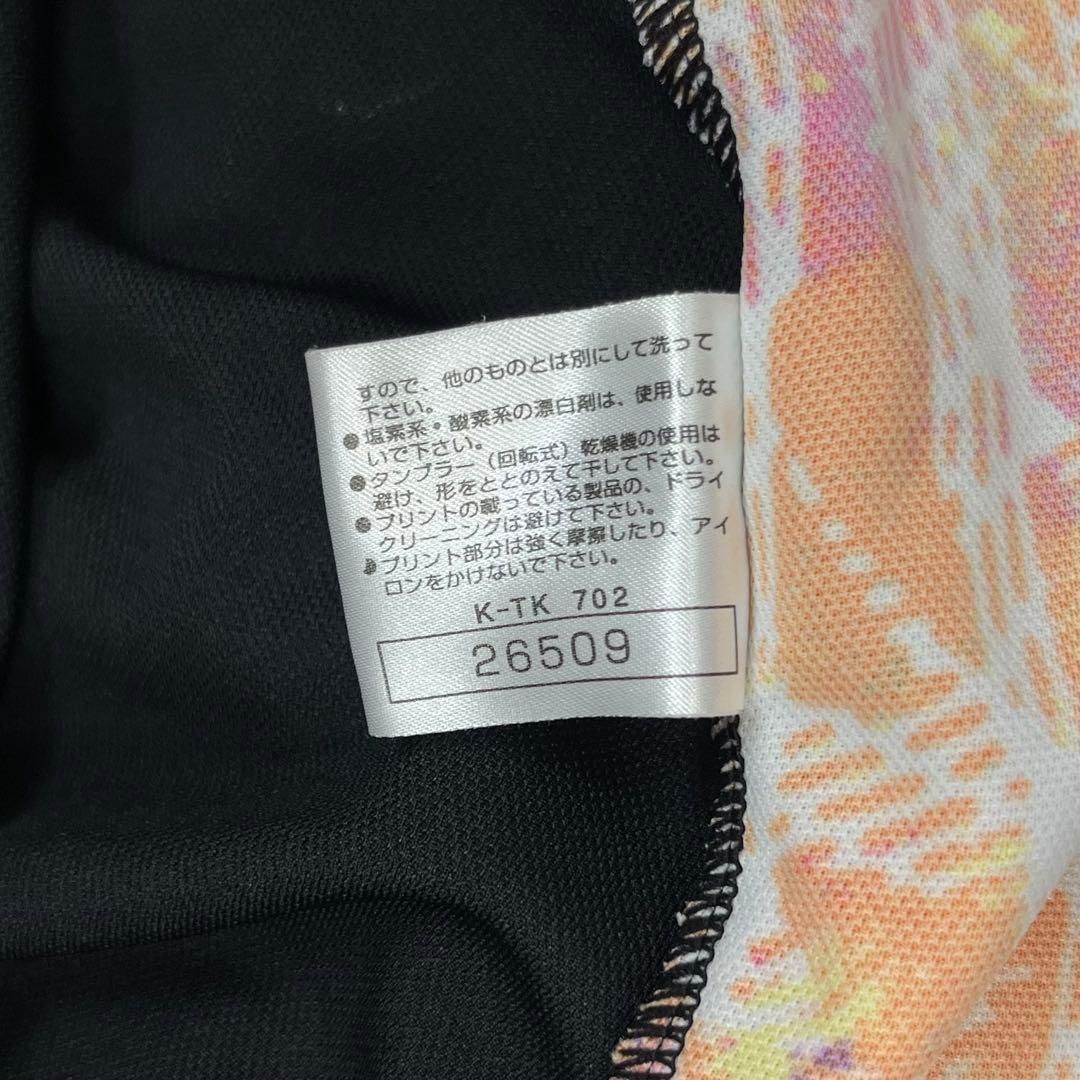 すので、他のものとは別にして洗って
下さい。
●塩素系・酸素系の漂白剤は、使用しな
いで下さい。
●タンブラー（回転式）乾燥機の使用は
避け、形をととのえて干して下さい。
●プリントの載っている製品の、ドライ
クリーニングは避けて下さい。
●プリント部分は強く摩擦したり、アイ
ロンをかけないで下さい。
K-TK 702
26509